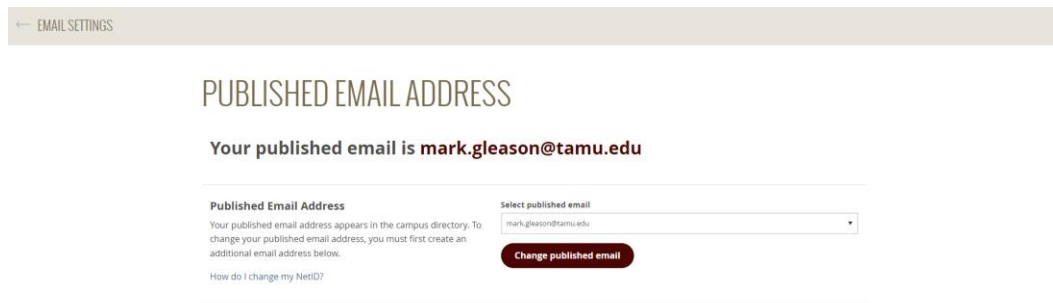 ← EMAIL SETTINGS
PUBLISHED EMAIL ADDRESS
Your published email is mark.gleason@tamu.edu
Published Email Address
Your published email address appears in the campus directory. To
change your published email address, you must first create an
additional email address below.
How do I change my NetID?
Select published email
mark.gleason@tamu.edu
Change published email